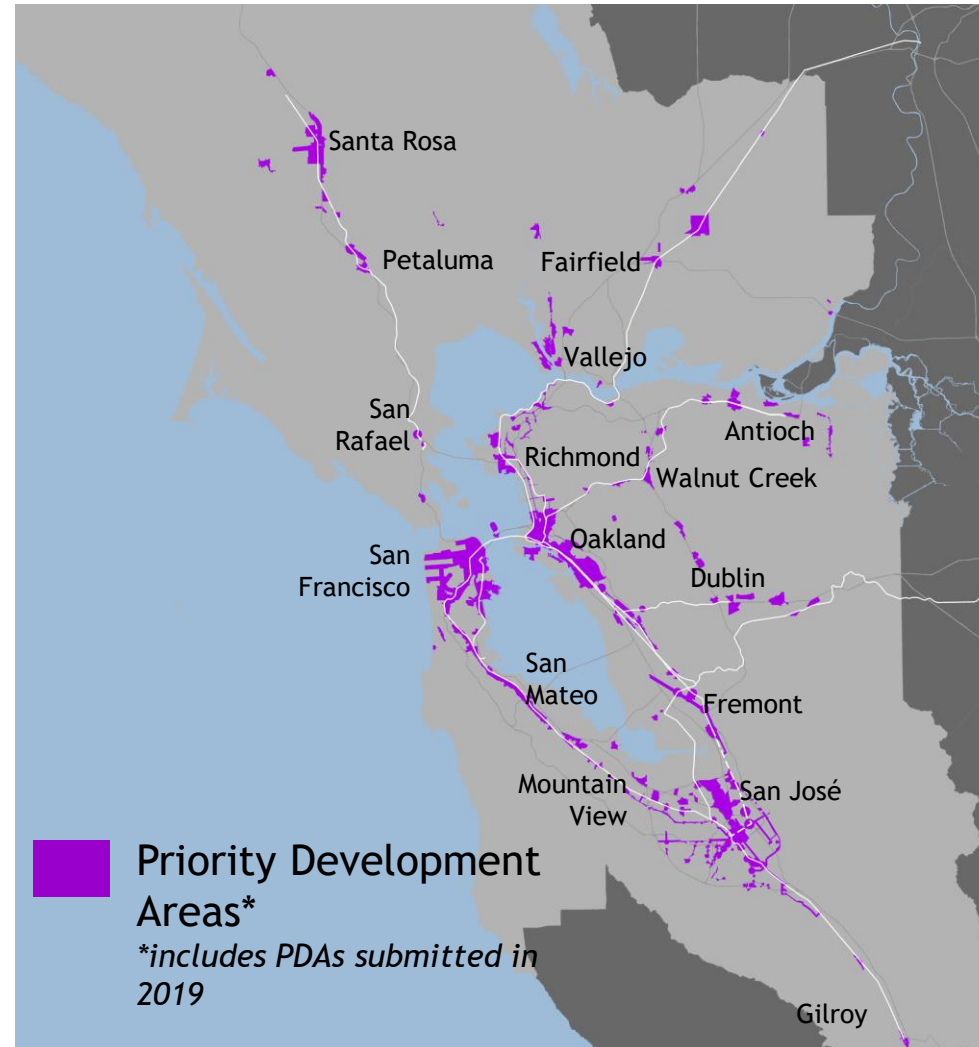 Santa Rosa
Petaluma
Fairfield
Vallejo
San
Rafael
Antioch
Richmond
Walnut Creek
Oakland
San
Francisco
Dublin
San
Mateo
Fremont
Mountain
View
San José
Priority Development
Areas*
*includes PDAs submitted in
2019
Gilroy